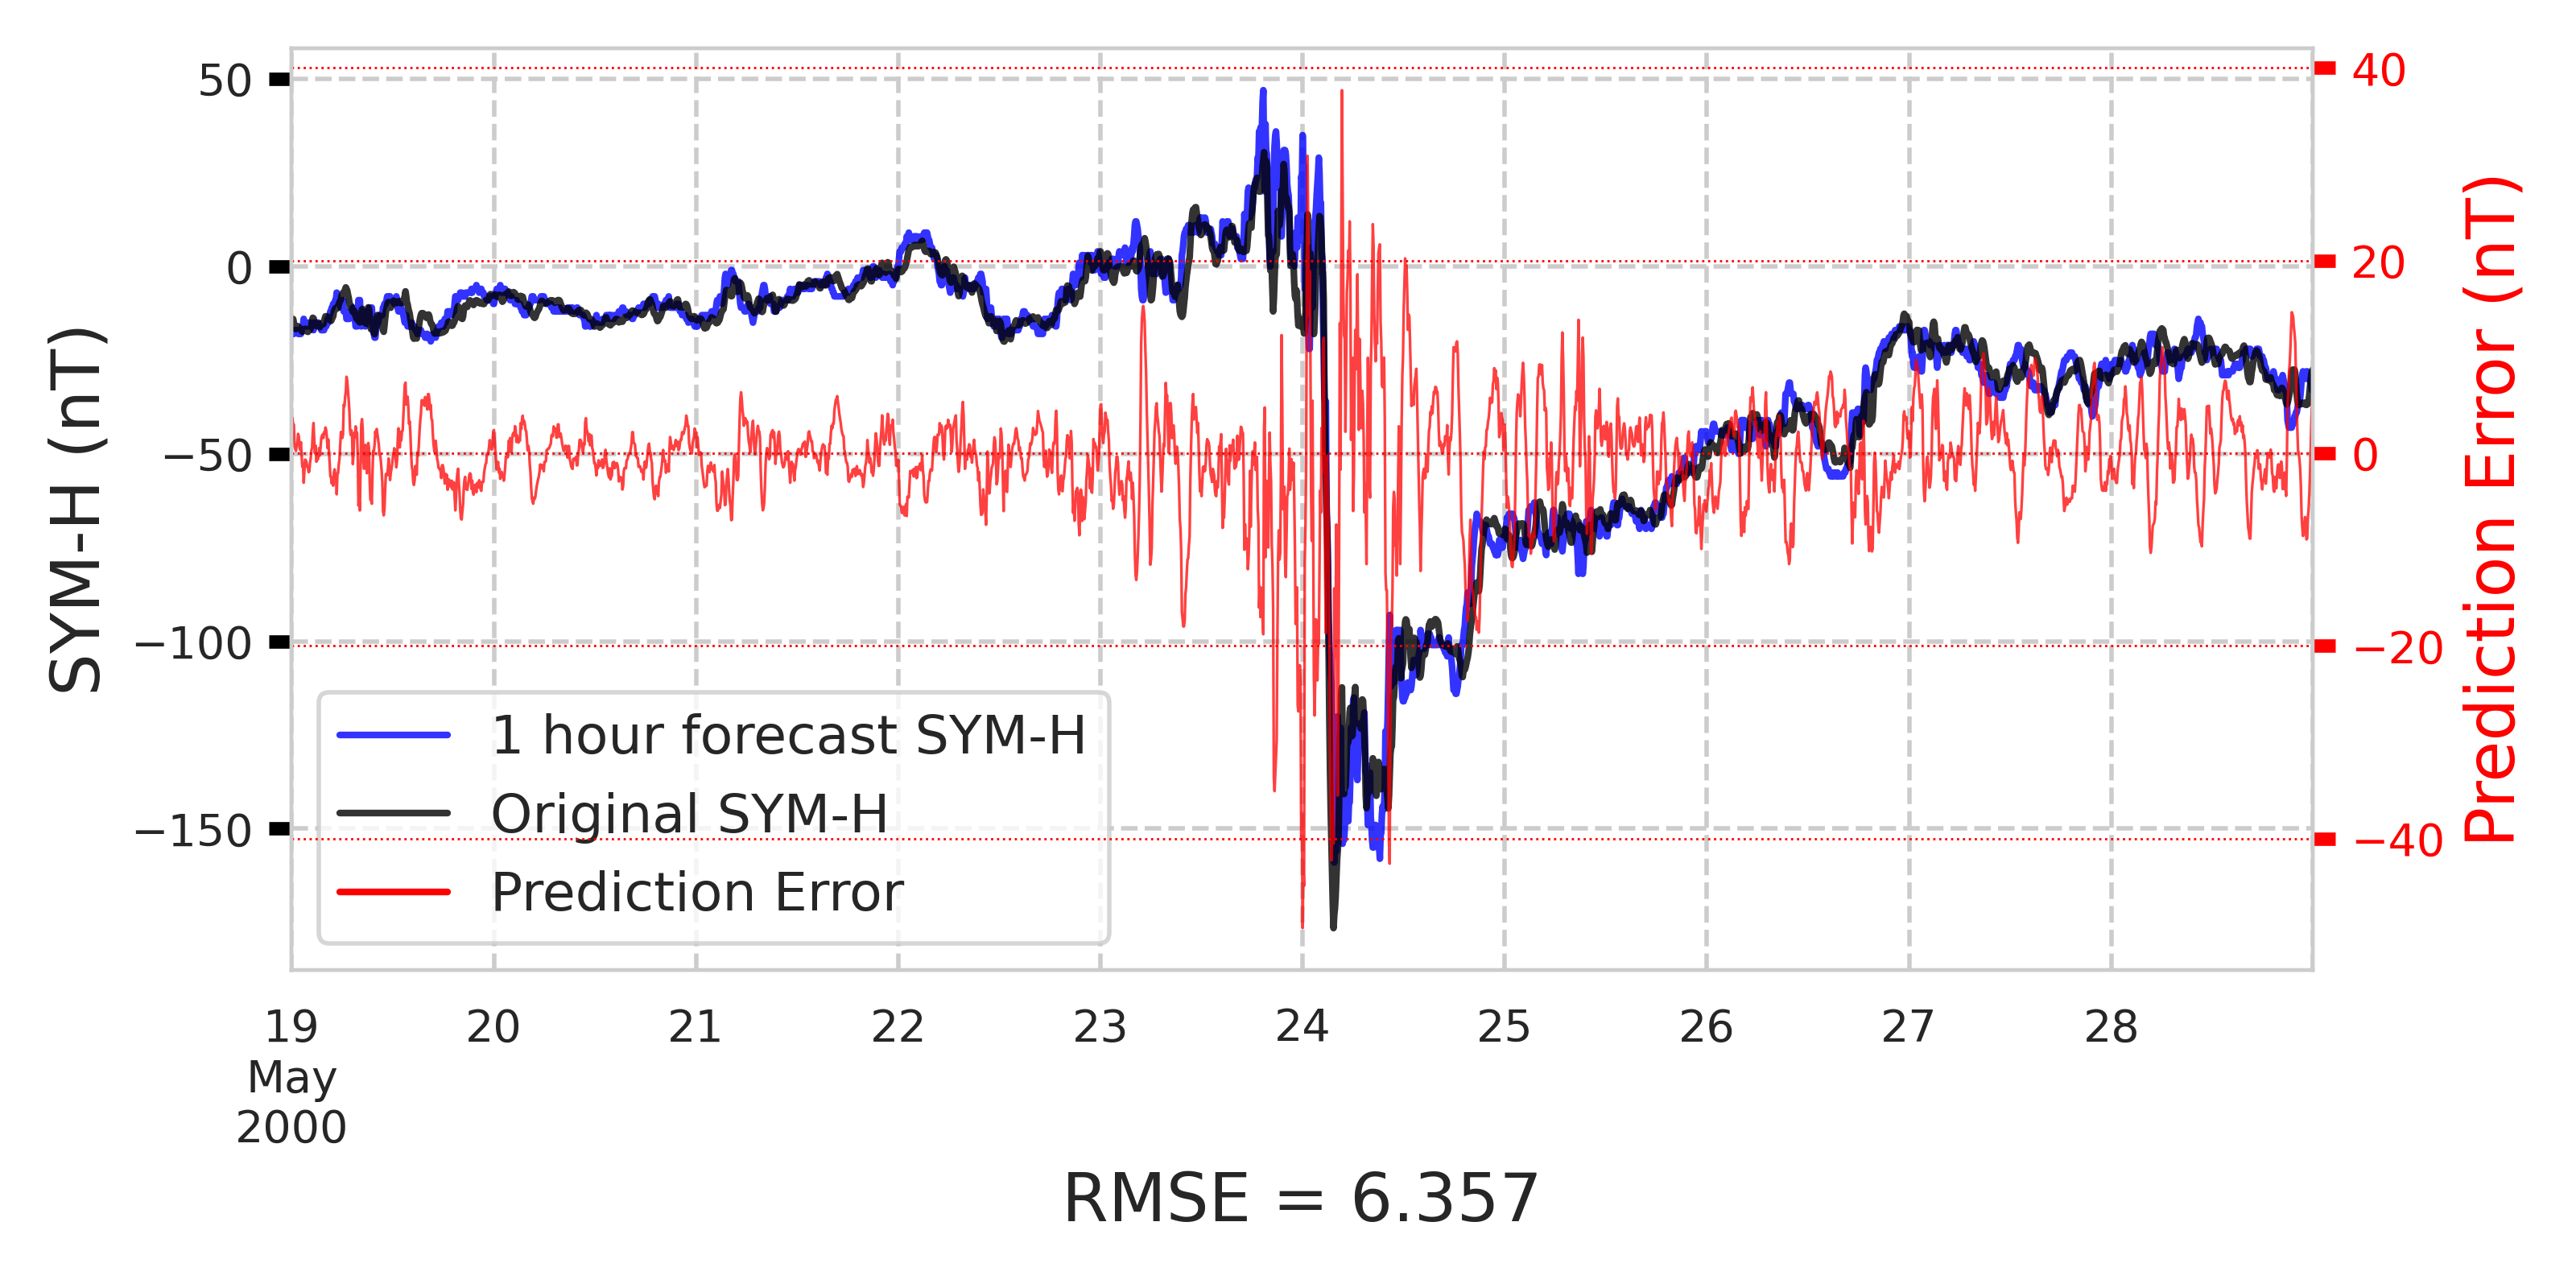 50
0
−50
−100
−150
SYM-H (nT)
40
20
0
−20
−40
Prediction Error (nT)
1 hour forecast SYM-H
Original SYM-H
Prediction Error
19 20 21 22 23 24 25 26 27 28
May
2000
RMSE = 6.357